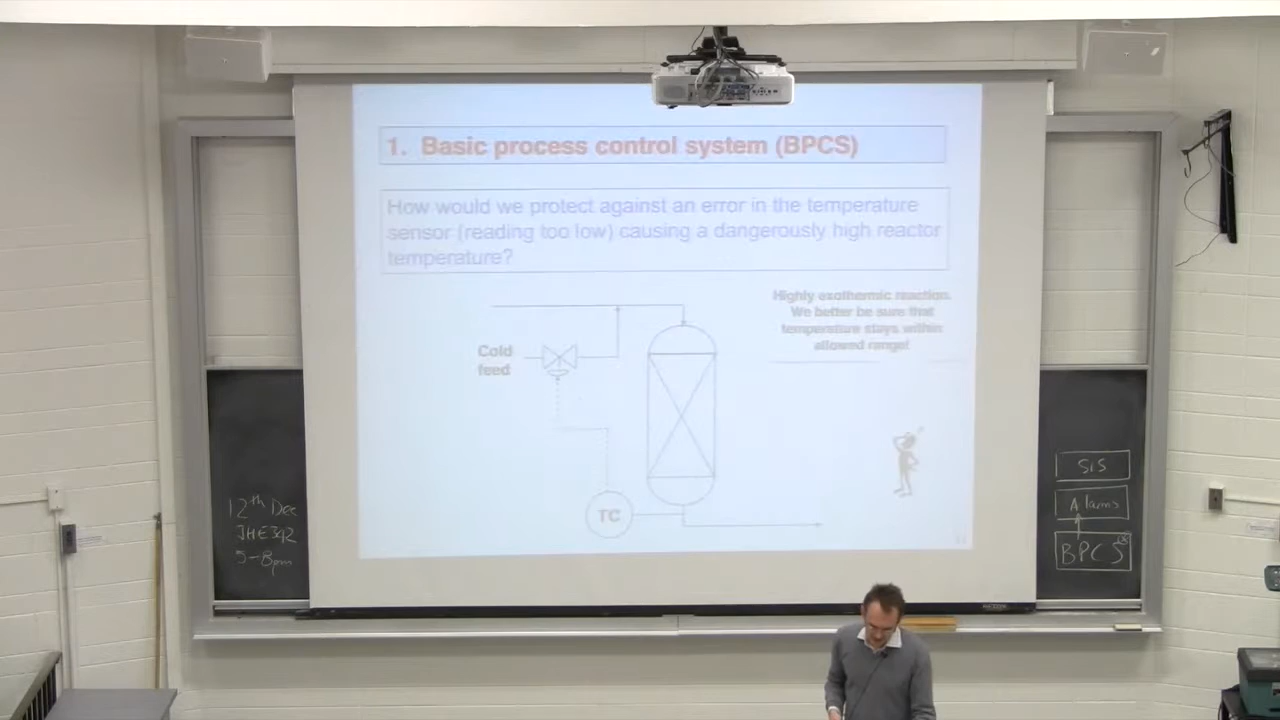 1. Basic process control system (BPCS)
How would we protect against an error in the temperature
sensor (reading too low) causing a dangerously high reactor
temperature?
Highly exothermic reaction.
We better be sure that
temperature stays within
allowed range!
Cold
feed
TC
12th Dec
JHE342
5-8pm
SIS
Alarms
BPCS